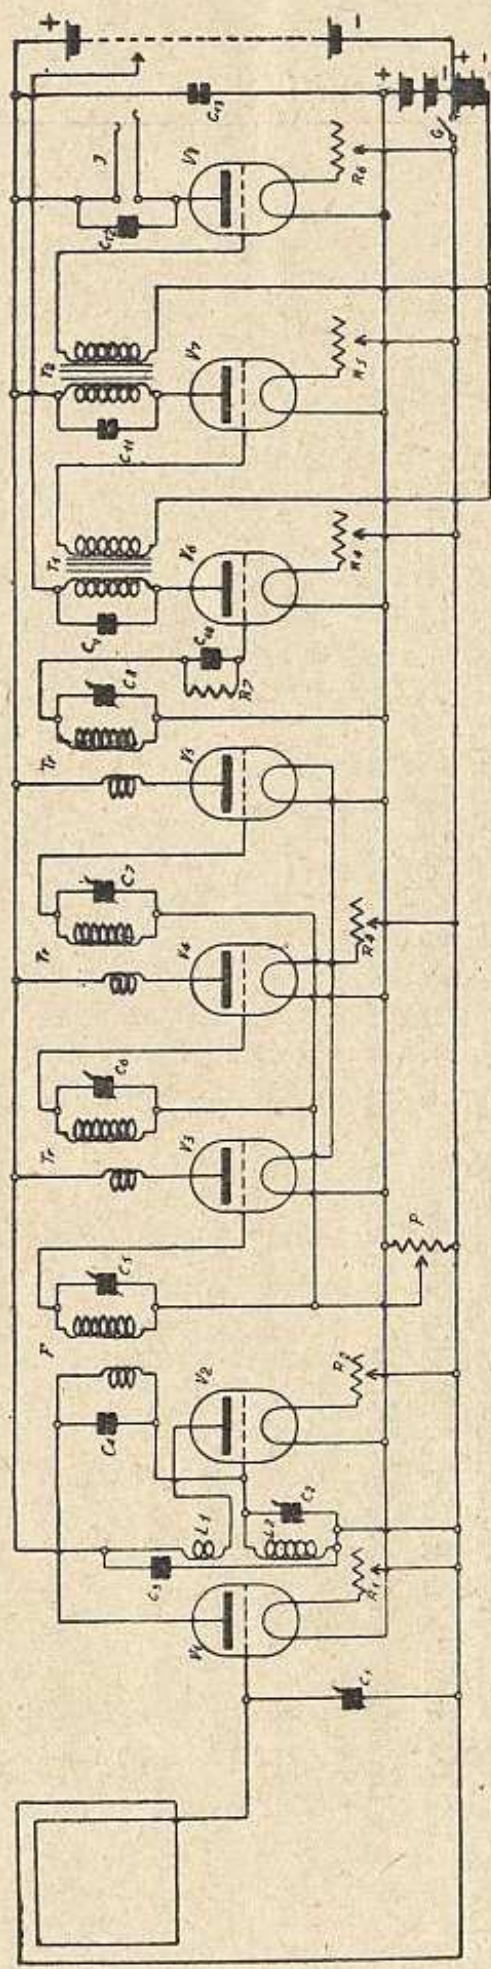 F
Tr
Tr
Tr
T1
T2
+
C4
C5
C6
C7
C8
C9
C11
C12
J
C3
L1
V1
V2
V3
V4
V5
V6
V7
V8
C13
L2
C2
C10
R7
-
C1
R1
R2
P
R3
R4
R5
R6
+
-
G
+
-